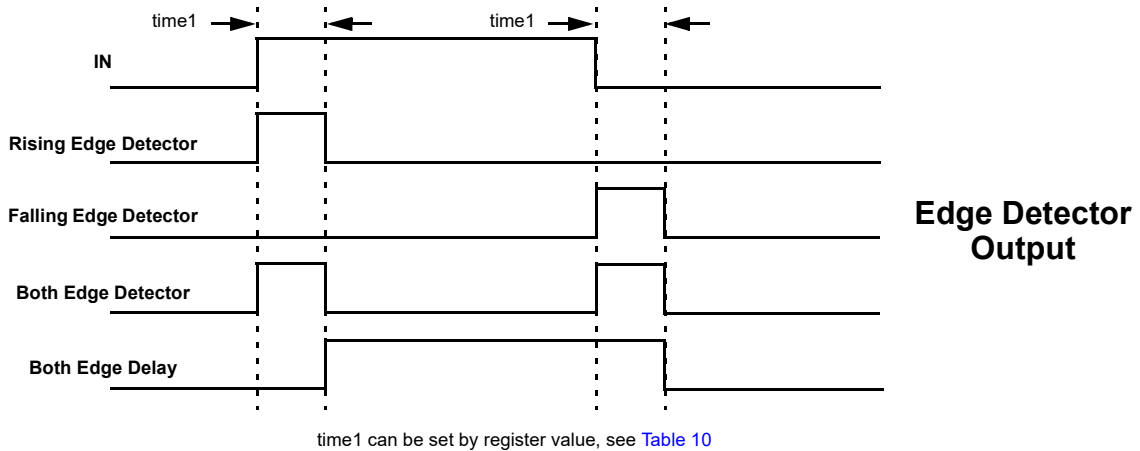 time1
time1
IN
Rising Edge Detector
Falling Edge Detector
Edge Detector
Output
Both Edge Detector
Both Edge Delay
time1 can be set by register value, see Table 10